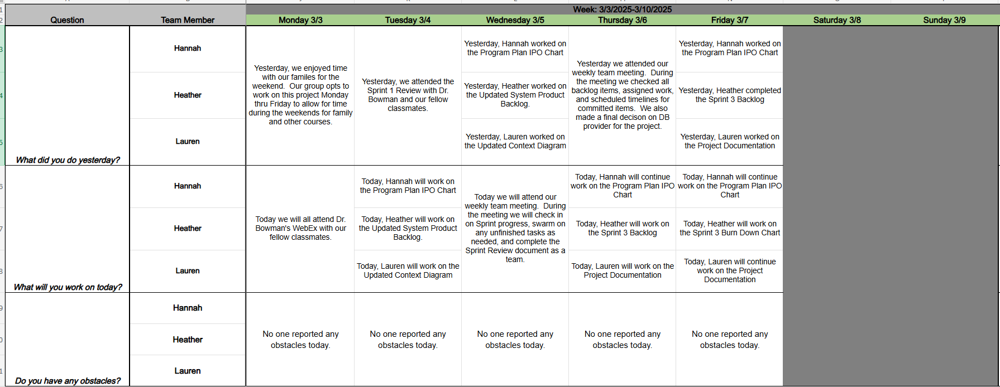 Week: 3/3/2025-3/10/2025
Question
Team Member
Monday 3/3
Tuesday 3/4
Wednesday 3/5
Thursday 3/6
Friday 3/7
Saturday 3/8
Sunday 3/9
What did you do yesterday?
Hannah
Heather
Lauren
Yesterday, we enjoyed time
with our familes for the
weekend.  Our group opts to
work on this project Monday
thru Friday to allow for time
during the weekends for family
and other courses.
Yesterday, we attended the
Sprint 1 Review with Dr.
Bowman and our fellow
classmates.
Yesterday, Hannah worked on
the Program Plan IPO Chart
Yesterday, Heather worked on
the Updated System Product
Backlog.
Yesterday, Lauren worked on
the Updated Context Diagram
Yesterday we attended our
weekly team meeting.  During
the meeting we checked all
backlog items, assigned work,
and scheduled timelines for
committed items.  We also
made a final decison on DB
provider for the project.
Yesterday, Hannah worked on
the Program Plan IPO Chart
Yesterday, Heather completed
the Sprint 3 Backlog
Yesterday, Lauren worked on
the Project Documentation
What will you work on today?
Hannah
Heather
Lauren
Today we will all attend Dr.
Bowman's WebEx with our
fellow classmates.
Today, Hannah will work on
the Program Plan IPO Chart
Today, Heather will work on
the Updated System Product
Backlog.
Today, Lauren will work on the
Updated Context Diagram
Today we will attend our
weekly team meeting.  During
the meeting we will check in
on Sprint progress, swarm on
any unfinished tasks as
needed, and complete the
Sprint Review document as a
team.
Today, Hannah will continue
work on the Program Plan IPO
Chart
Today, Heather will work on
the Sprint 3 Backlog
Today, Lauren will work on the
Project Documentation
Today, Hannah will continue
work on the Program Plan IPO
Chart
Today, Heather will work on
the Sprint 3 Burn Down Chart
Today, Lauren will continue
work on the Project
Documentation
Do you have any obstacles?
Hannah
Heather
Lauren
No one reported any
obstacles today.
No one reported any
obstacles today.
No one reported any
obstacles today.
No one reported any
obstacles today.
No one reported any
obstacles today.